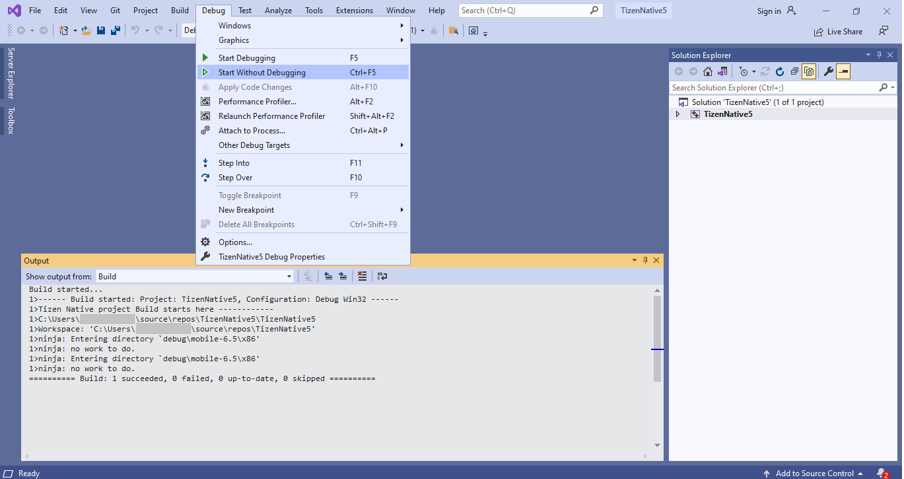 File Edit View Git Project Build Debug Test Analyze Tools Extensions Window Help Search (Ctrl+Q) TizenNative5 Sign in
Live Share
Server Explorer
Toolbox
Windows
Graphics
Start Debugging F5
Start Without Debugging Ctrl+F5
Apply Code Changes Alt+F10
Performance Profiler... Alt+F2
Relaunch Performance Profiler Shift+Alt+F2
Attach to Process... Ctrl+Alt+P
Other Debug Targets
Step Into F11
Step Over F10
Toggle Breakpoint F9
New Breakpoint
Delete All Breakpoints Ctrl+Shift+F9
Options...
TizenNative5 Debug Properties
Solution Explorer
Search Solution Explorer (Ctrl+;)
Solution 'TizenNative5' (1 of 1 project)
TizenNative5
Output
Show output from: Build
Build started...
1>------ Build started: Project: TizenNative5, Configuration: Debug Win32 ------
1>Tizen Native project Build starts here ------------
1>C:\Users\ \source\repos\TizenNative5\TizenNative5
1>Workspace: 'C:\Users\ \source\repos\TizenNative5'
1>ninja: Entering directory `debug\mobile-6.5\x86'
1>ninja: no work to do.
1>ninja: Entering directory `debug\mobile-6.5\x86'
1>ninja: no work to do.
========== Build: 1 succeeded, 0 failed, 0 up-to-date, 0 skipped ==========
Ready
Add to Source Control
2